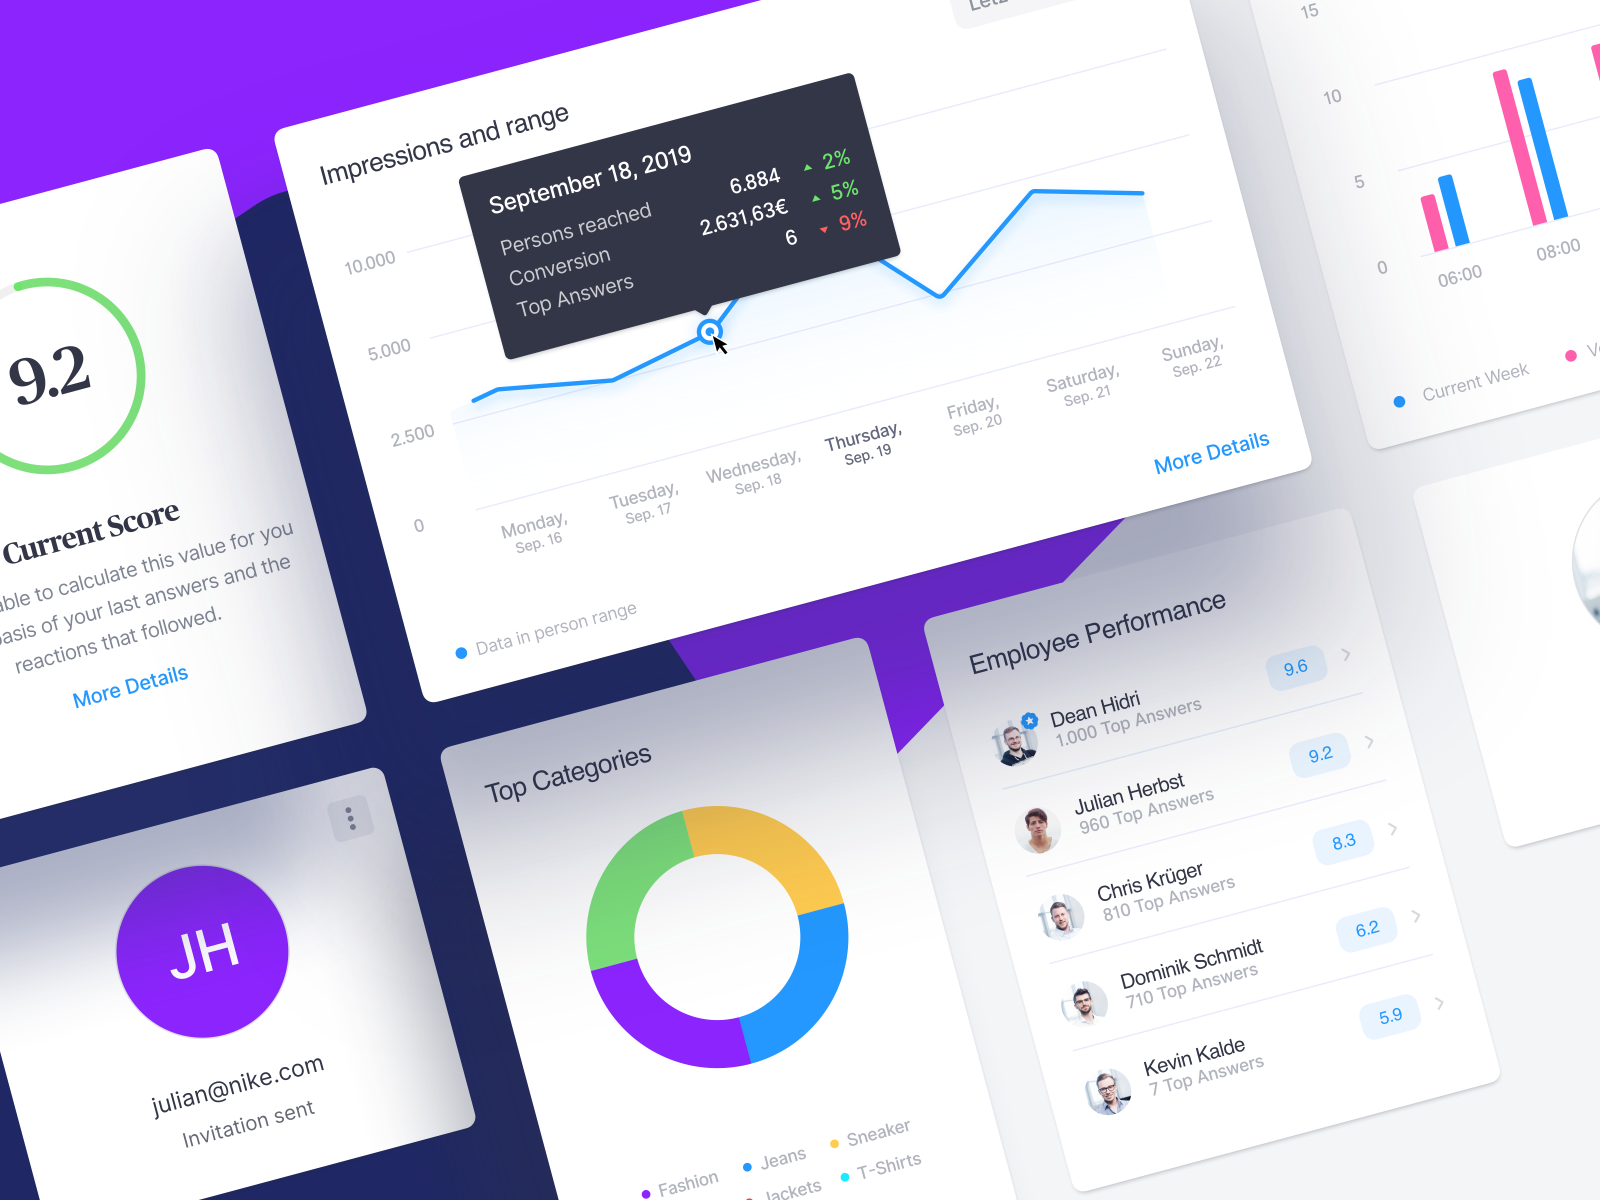 Impressions and range
September 18, 2019
Persons reached 6.884 2%
Conversion 2.631,63€ 5%
Top Answers 6 9%
10.000
5.000
2.500
0
Monday,
Sep. 16
Tuesday,
Sep. 17
Wednesday,
Sep. 18
Thursday,
Sep. 19
Friday,
Sep. 20
Saturday,
Sep. 21
Sunday,
Sep. 22
More Details
Data in person range
15
10
5
0
06:00
08:00
Current Week
9.2
Current Score
to calculate this value for you
of your last answers and the
reactions that followed.
More Details
JH
julian@nike.com
Invitation sent
Top Categories
Fashion
Jeans
Sneaker
Jackets
T-Shirts
Employee Performance
Dean Hidri
1.000 Top Answers
9.6
Julian Herbst
960 Top Answers
9.2
Chris Krüger
810 Top Answers
8.3
Dominik Schmidt
710 Top Answers
6.2
Kevin Kalde
7 Top Answers
5.9